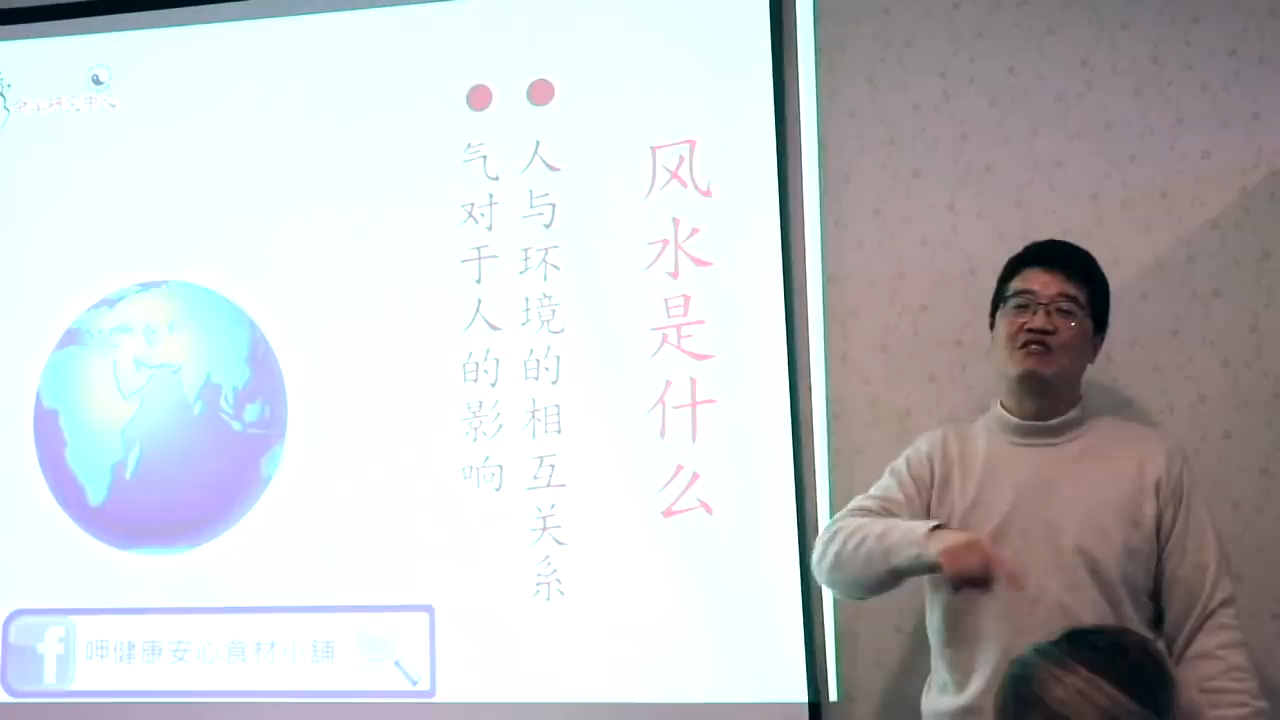 风水是什么
人与环境的相互关系
气对于人的影响
f 呷健康安心食材小舖